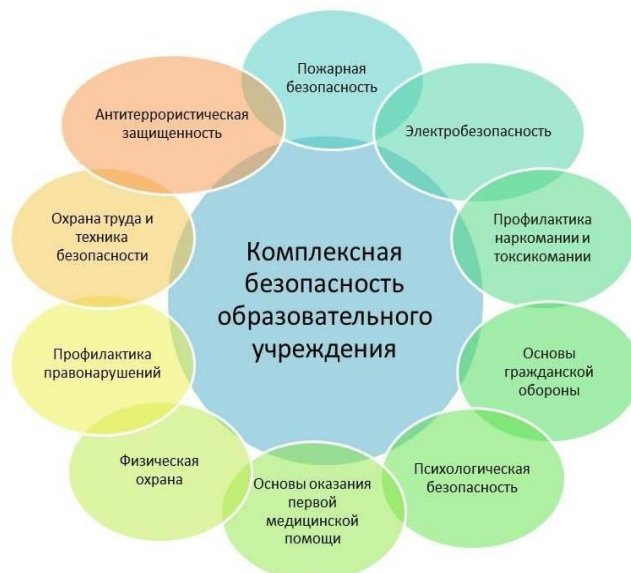 Пожарная
безопасность
Электробезопасность
Профилактика
наркомании и
токсикомании
Основы
гражданской
обороны
Психологическая
безопасность
Основы оказания
первой
медицинской
помощи
Физическая
охрана
Профилактика
правонарушений
Охрана труда и
техника
безопасности
Антитеррористическая
защищенность
Комплексная
безопасность
образовательного
учреждения